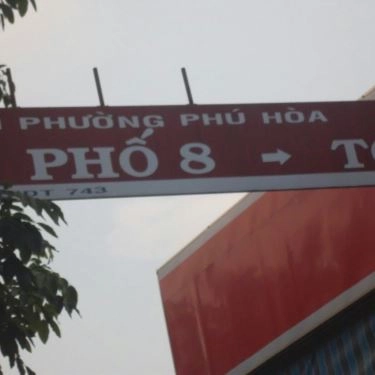 PHƯỜNG PHÚ HÒA
PHỐ 8 → T
ĐT 743